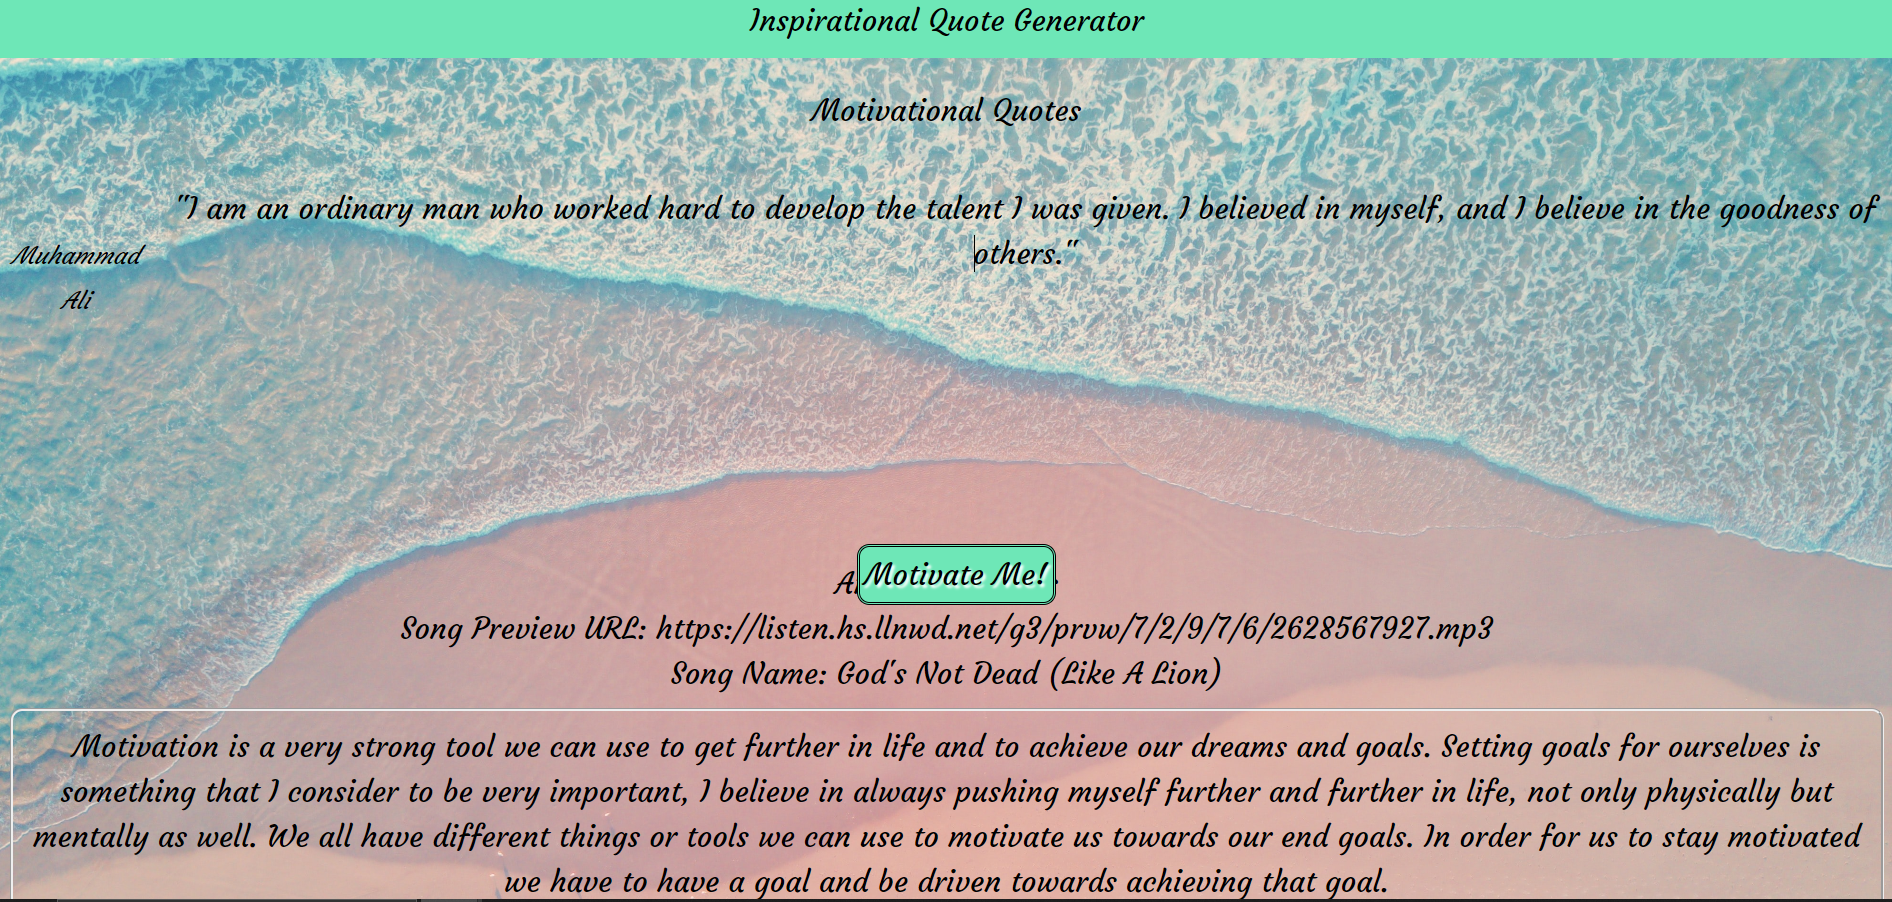 Inspirational Quote Generator
Motivational Quotes
"I am an ordinary man who worked hard to develop the talent I was given. I believed in myself, and I believe in the goodness of
others."
Muhammad
Ali
Motivate Me!
Song Preview URL: https://listen.hs.llnwd.net/g3/prvw/7/2/9/7/6/2628567927.mp3
Song Name: God's Not Dead (Like A Lion)
Motivation is a very strong tool we can use to get further in life and to achieve our dreams and goals. Setting goals for ourselves is
something that I consider to be very important, I believe in always pushing myself further and further in life, not only physically but
mentally as well. We all have different things or tools we can use to motivate us towards our end goals. In order for us to stay motivated
we have to have a goal and be driven towards achieving that goal.